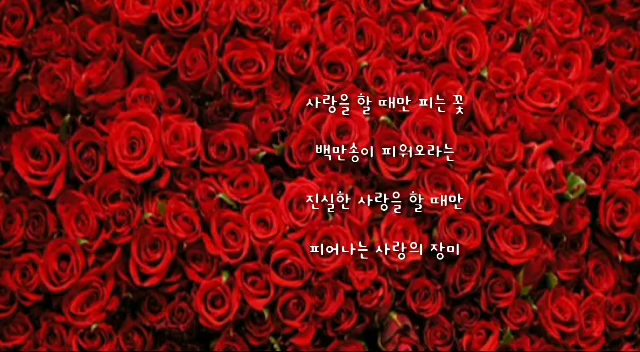 사랑을 할 때만 피는 꽃
백만송이 피워오라는
진실한 사랑을 할 때만
피어나는 사랑의 장미